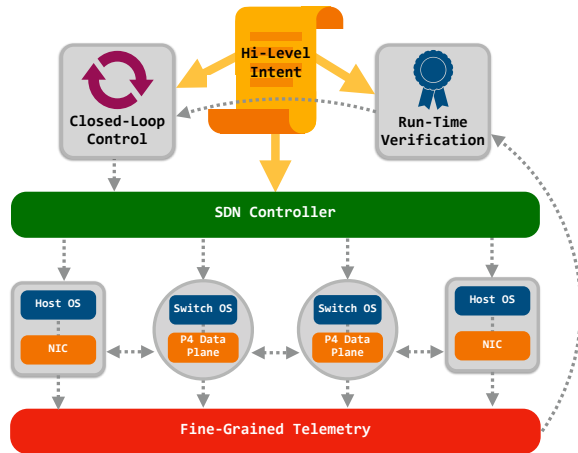 Hi-Level
Intent
Closed-Loop
Control
Run-Time
Verification
SDN Controller
Host OS
NIC
Switch OS
P4 Data
Plane
Switch OS
P4 Data
Plane
Host OS
NIC
Fine-Grained Telemetry